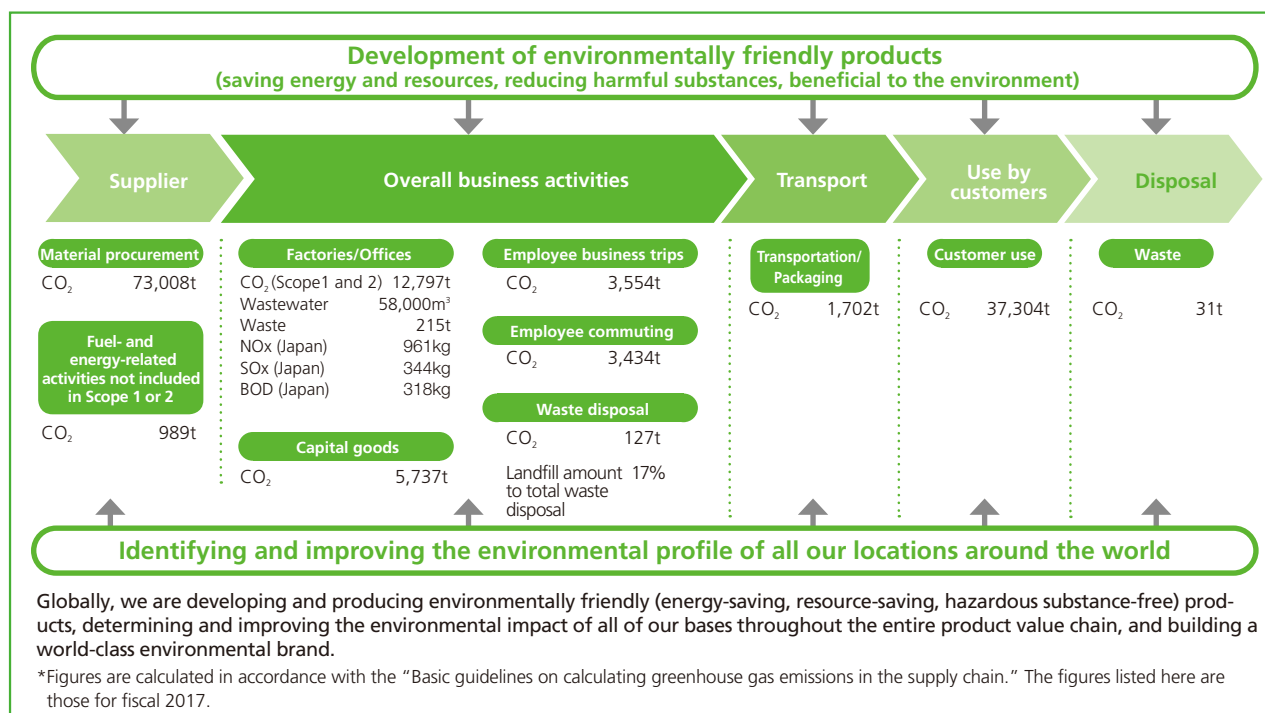 Development of environmentally friendly products
(saving energy and resources, reducing harmful substances, beneficial to the environment)
Supplier
Overall business activities
Transport
Use by
customers
Disposal
Material procurement
CO₂ 73,008t
Fuel- and
energy-related
activities not included
in Scope 1 or 2
CO₂ 989t
Factories/Offices
CO₂ (Scope1 and 2) 12,797t
Wastewater 58,000m³
Waste 215t
NOx (Japan) 961kg
SOx (Japan) 344kg
BOD (Japan) 318kg
Capital goods
CO₂ 5,737t
Employee business trips
CO₂ 3,554t
Employee commuting
CO₂ 3,434t
Waste disposal
CO₂ 127t
Landfill amount 17%
to total waste
disposal
Transportation/
Packaging
CO₂ 1,702t
Customer use
CO₂ 37,304t
Waste
CO₂ 31t
Identifying and improving the environmental profile of all our locations around the world
Globally, we are developing and producing environmentally friendly (energy-saving, resource-saving, hazardous substance-free) prod-
ucts, determining and improving the environmental impact of all of our bases throughout the entire product value chain, and building a
world-class environmental brand.
*Figures are calculated in accordance with the “Basic guidelines on calculating greenhouse gas emissions in the supply chain.” The figures listed here are
those for fiscal 2017.